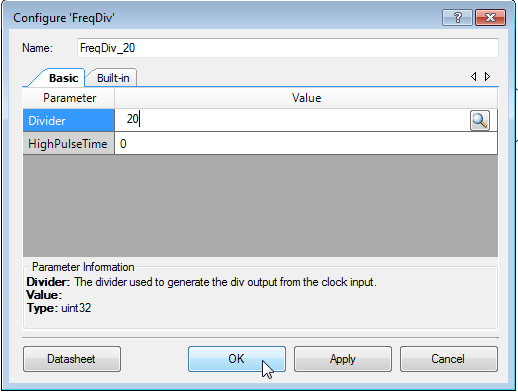 Configure 'FreqDiv'
Name: FreqDiv_20
Basic Built-in
Parameter Value
Divider 20
HighPulseTime 0
Parameter Information
Divider: The divider used to generate the div output from the clock input.
Value:
Type: uint32
Datasheet OK Apply Cancel